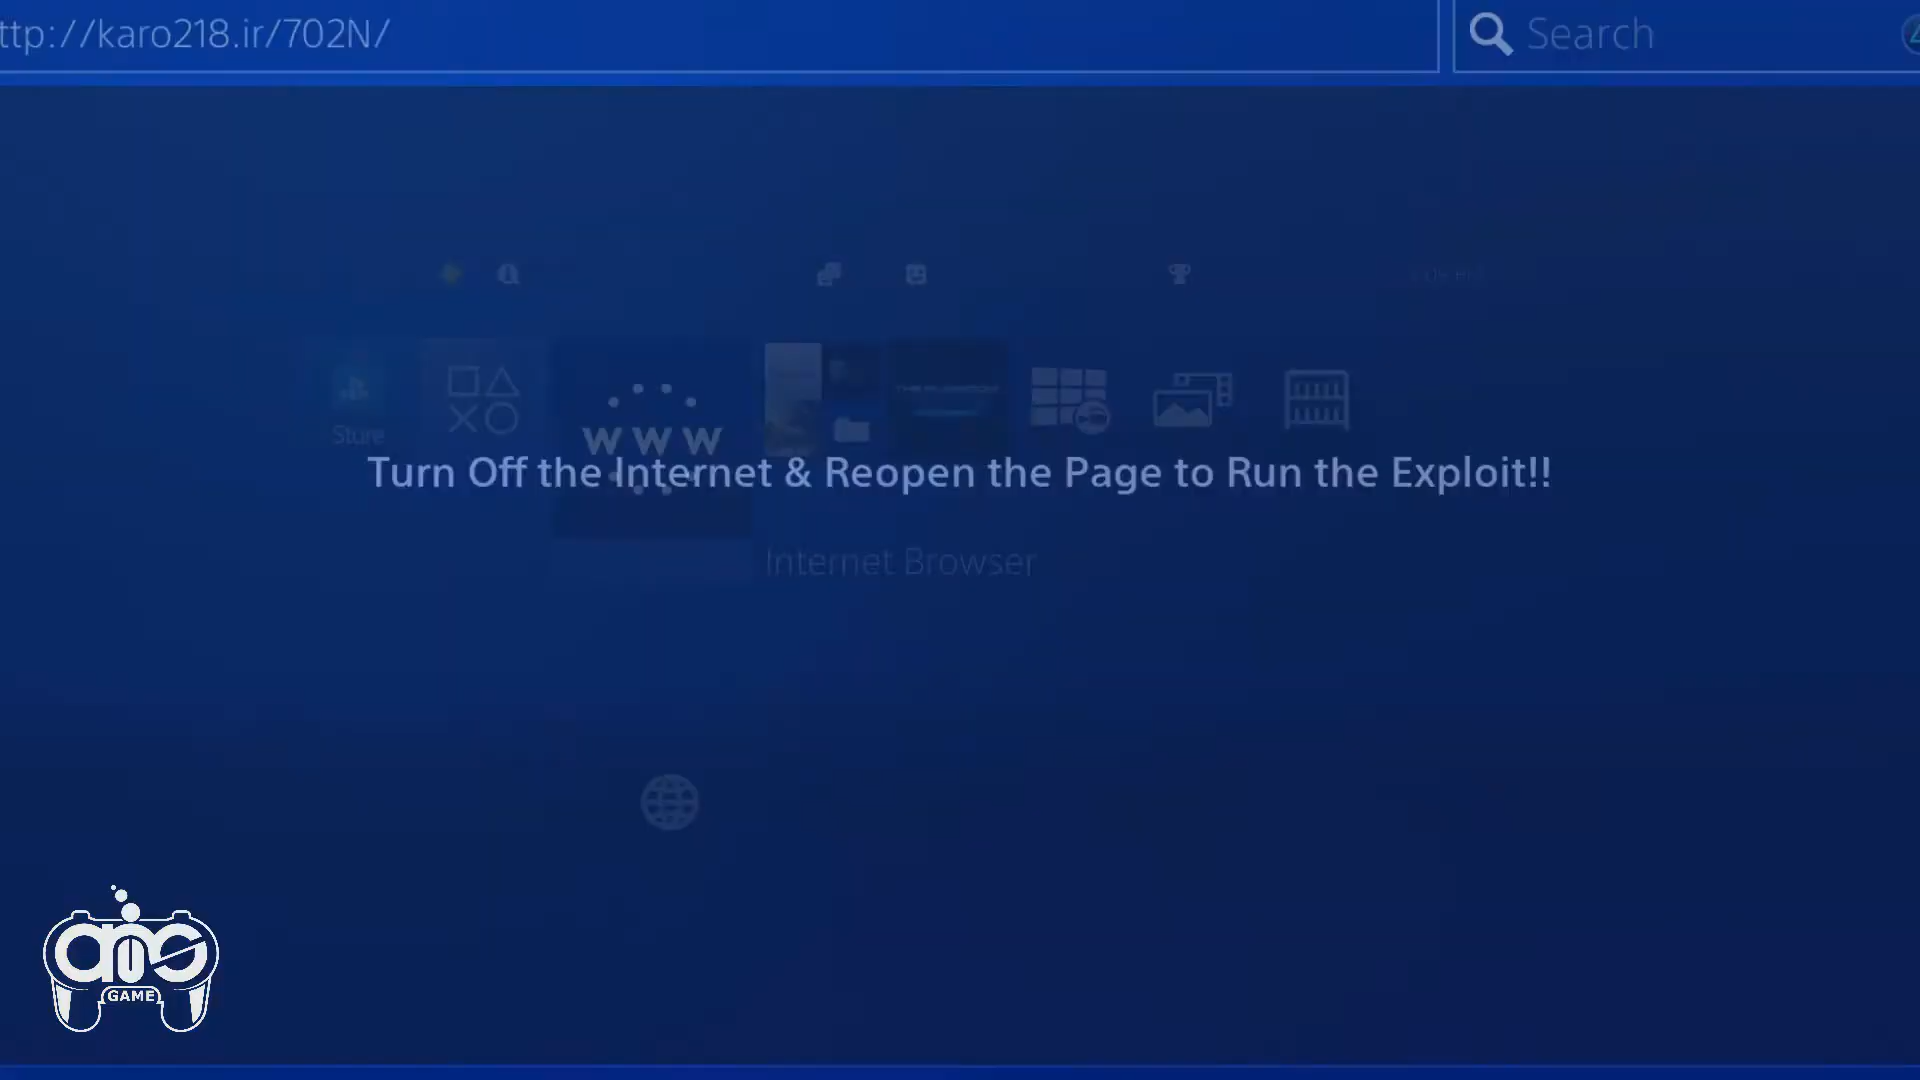 ttp://karo218.ir/702N/
Search
Store
WWW
Turn Off the Internet & Reopen the Page to Run the Exploit!!
Internet Browser
GAME